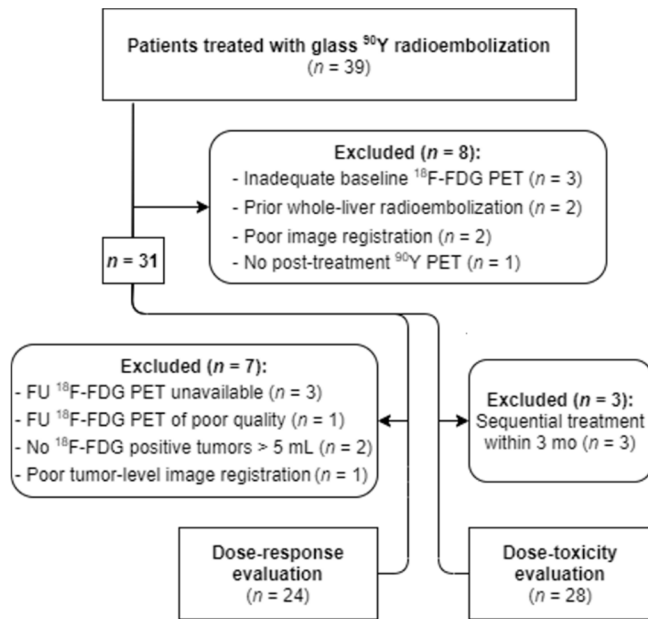 Patients treated with glass ⁹⁰Y radioembolization
(n = 39)
Excluded (n = 8):
- Inadequate baseline ¹⁸F-FDG PET (n = 3)
- Prior whole-liver radioembolization (n = 2)
- Poor image registration (n = 2)
- No post-treatment ⁹⁰Y PET (n = 1)
n = 31
Excluded (n = 7):
- FU ¹⁸F-FDG PET unavailable (n = 3)
- FU ¹⁸F-FDG PET of poor quality (n = 1)
- No ¹⁸F-FDG positive tumors > 5 mL (n = 2)
- Poor tumor-level image registration (n = 1)
Excluded (n = 3):
Sequential treatment
within 3 mo (n = 3)
Dose-response
evaluation
(n = 24)
Dose-toxicity
evaluation
(n = 28)